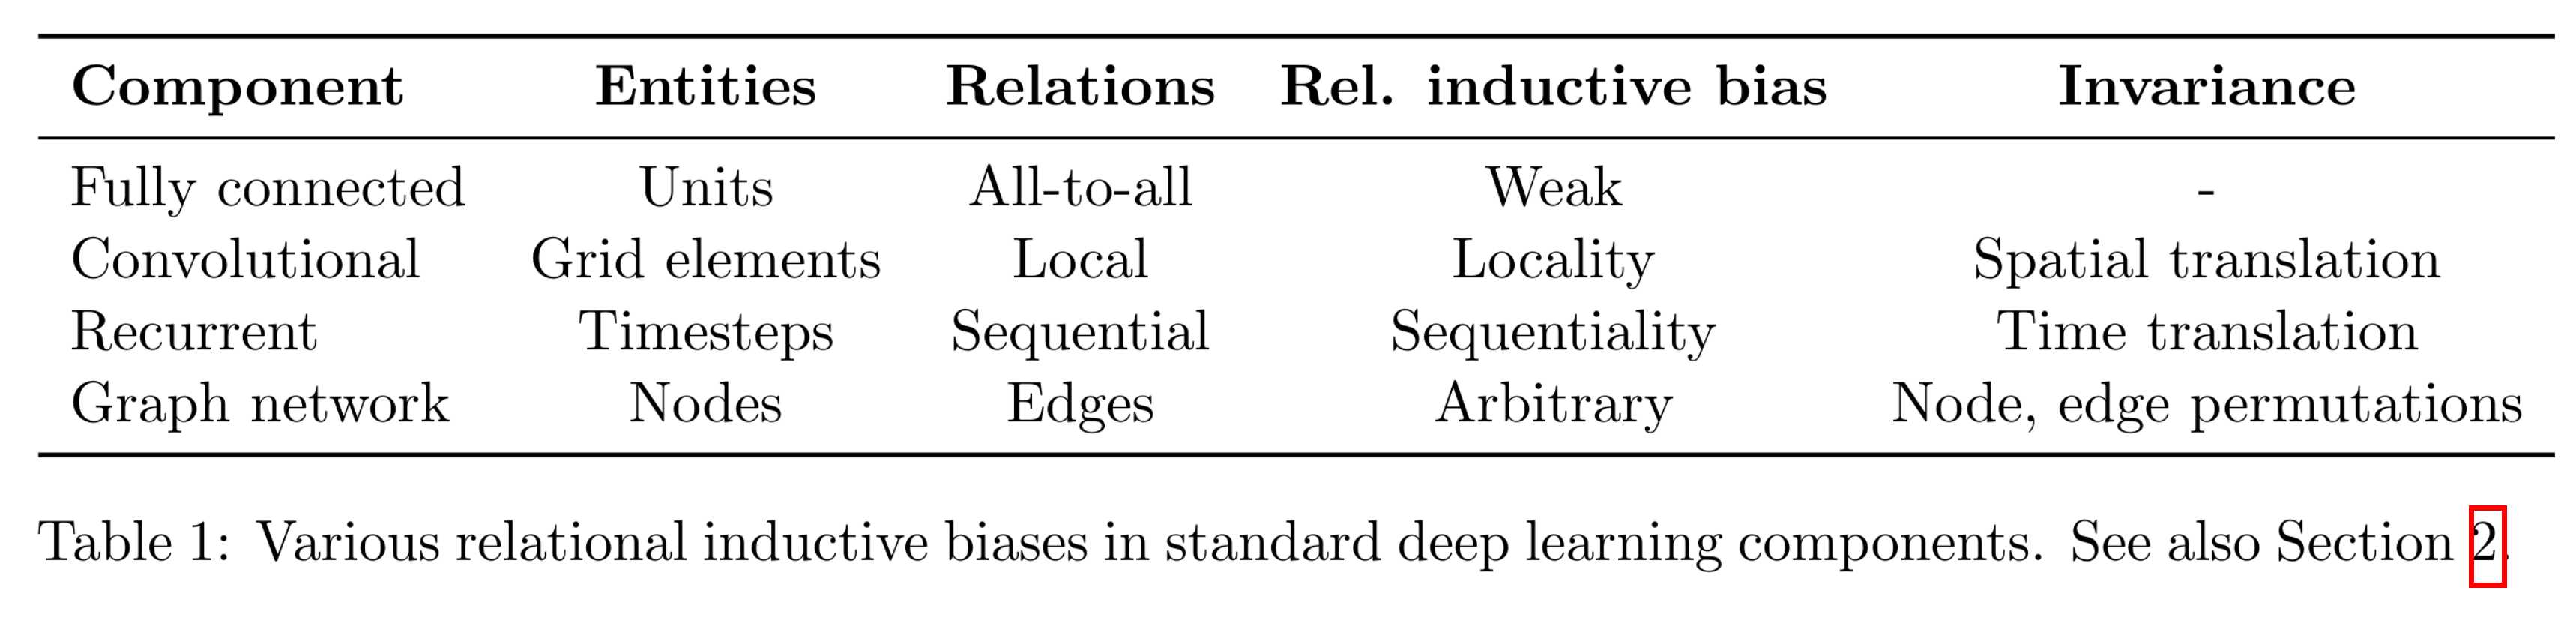 Component Entities Relations Rel. inductive bias Invariance
Fully connected Units All-to-all Weak -
Convolutional Grid elements Local Locality Spatial translation
Recurrent Timesteps Sequential Sequentiality Time translation
Graph network Nodes Edges Arbitrary Node, edge permutations
Table 1: Various relational inductive biases in standard deep learning components. See also Section 2.